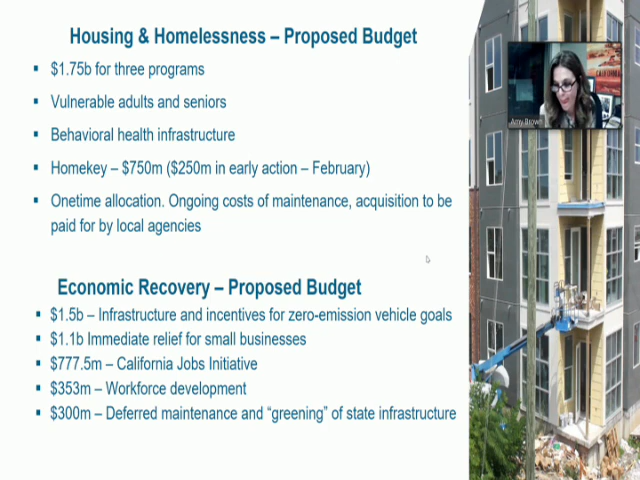 Housing & Homelessness – Proposed Budget
▪ $1.75b for three programs
▪ Vulnerable adults and seniors
▪ Behavioral health infrastructure
▪ Homekey – $750m ($250m in early action – February)
▪ Onetime allocation. Ongoing costs of maintenance, acquisition to be
paid for by local agencies
Amy Brown
Economic Recovery – Proposed Budget
▪ $1.5b – Infrastructure and incentives for zero-emission vehicle goals
▪ $1.1b Immediate relief for small businesses
▪ $777.5m – California Jobs Initiative
▪ $353m – Workforce development
▪ $300m – Deferred maintenance and “greening” of state infrastructure